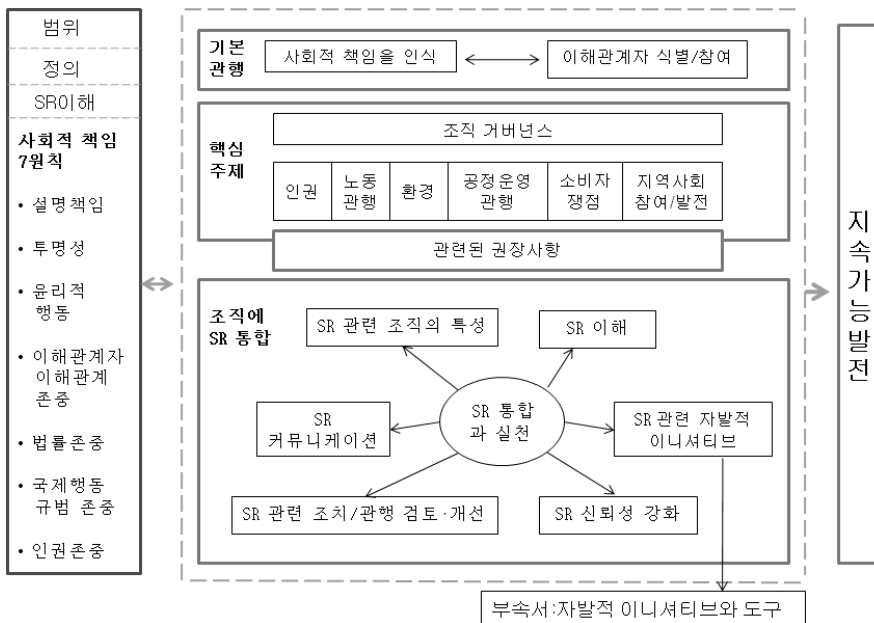 범위
정의
SR이해
사회적 책임
7원칙
• 설명책임
• 투명성
• 윤리적
행동
• 이해관계자
이해관계
존중
• 법률존중
• 국제행동
규범 존중
• 인권존중
기본
관행
사회적 책임을 인식
이해관계자 식별/참여
핵심
주제
조직 거버넌스
인권
노동
관행
환경
공정운영
관행
소비자
쟁점
지역사회
참여/발전
관련된 권장사항
조직에
SR 통합
SR 관련 조직의 특성
SR 이해
SR 통합
과 실천
SR
커뮤니케이션
SR 관련 자발적
이니셔티브
SR 관련 조치/관행 검토·개선
SR 신뢰성 강화
부속서:자발적 이니셔티브와 도구
지속가능발전